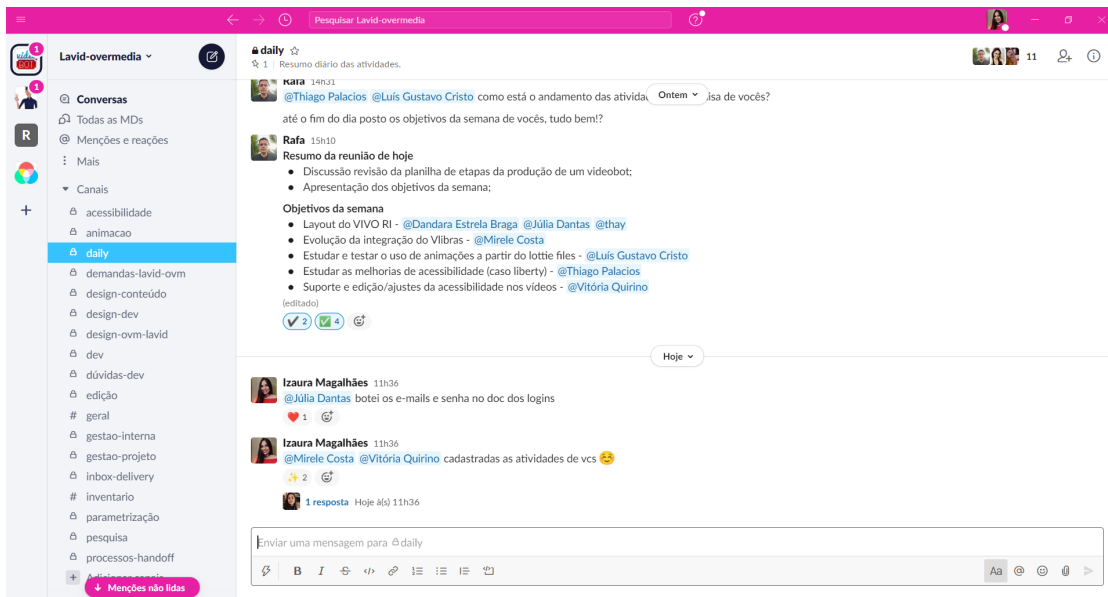 Pesquisar Lavid-overmedia
1
1
R
Lavid-overmedia
Conversas
Todas as MDs
@ Menções e reações
Mais
Canais
acessibilidade
animacao
daily
demandas-lavid-ovm
design-conteúdo
design-dev
design-ovm-lavid
dev
dúvidas-dev
edição
# geral
gestao-interna
gestao-projeto
inbox-delivery
# inventario
parametrização
pesquisa
processos-handoff
+ Adicionar canais
↓ Menções não lidas
daily
1 | Resumo diário das atividades.
11
Rafa 14h31
@Thiago Palacios @Luís Gustavo Cristo como está o andamento das ativida
Ontem
isa de vocês?
até o fim do dia posto os objetivos da semana de vocês, tudo bem!?
Rafa 15h10
Resumo da reunião de hoje
• Discussão revisão da planilha de etapas da produção de um videobot;
• Apresentação dos objetivos da semana;
Objetivos da semana
• Layout do VIVO RI - @Dandara Estrela Braga @Júlia Dantas @thay
• Evolução da integração do Vlibras - @Mirele Costa
• Estudar e testar o uso de animações a partir do lottie files - @Luís Gustavo Cristo
• Estudar as melhorias de acessibilidade (caso liberty) - @Thiago Palacios
• Suporte e edição/ajustes da acessibilidade nos vídeos - @Vitória Quirino
(editado)
✔️ 2 ✅ 4
Hoje
Izaura Magalhães 11h36
@Júlia Dantas botei os e-mails e senha no doc dos logins
❤️ 1
Izaura Magalhães 11h36
@Mirele Costa @Vitória Quirino cadastradas as atividades de vcs ☺️
✨ 2
1 resposta Hoje à(s) 11h36
Enviar uma mensagem para daily
B I S </> Aa @